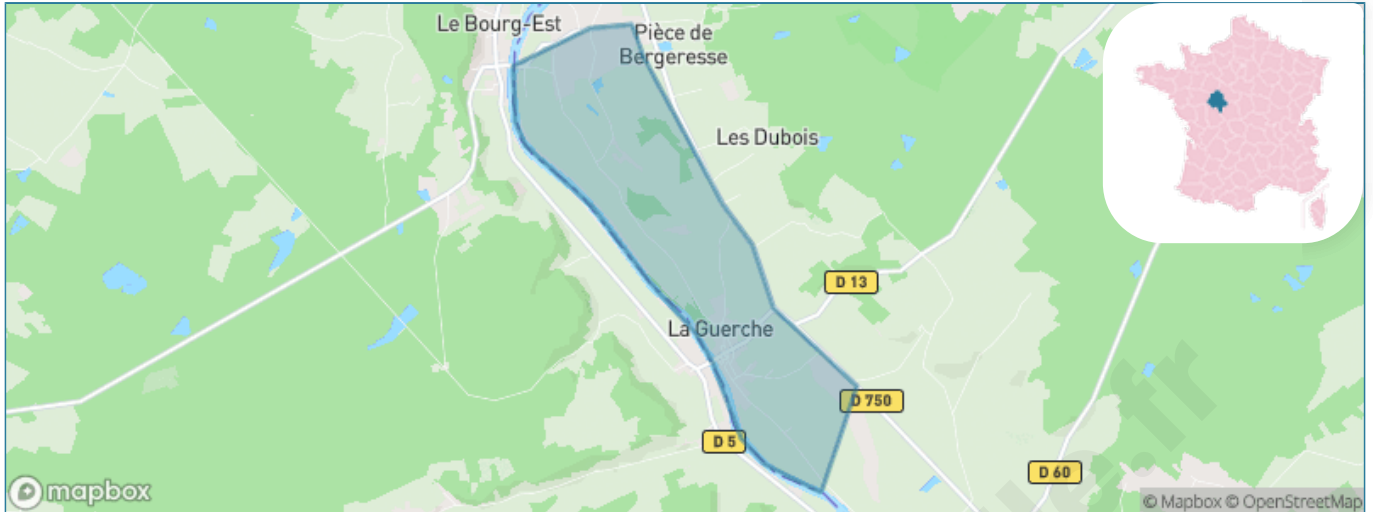 Le Bourg-Est
Pièce de
Bergeresse
Les Dubois
D 13
La Guerche
D 750
D 5
D 60
mapbox
© Mapbox © OpenStreetMap